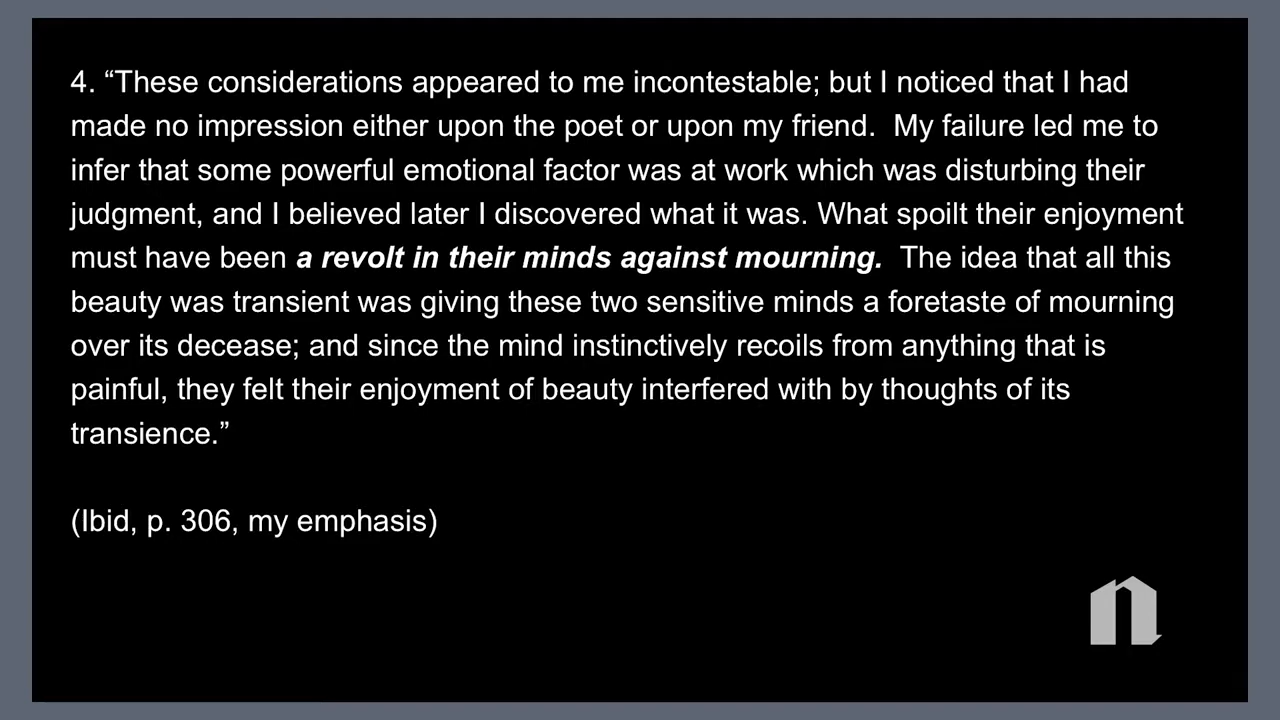 4. “These considerations appeared to me incontestable; but I noticed that I had
made no impression either upon the poet or upon my friend.  My failure led me to
infer that some powerful emotional factor was at work which was disturbing their
judgment, and I believed later I discovered what it was. What spoilt their enjoyment
must have been a revolt in their minds against mourning.  The idea that all this
beauty was transient was giving these two sensitive minds a foretaste of mourning
over its decease; and since the mind instinctively recoils from anything that is
painful, they felt their enjoyment of beauty interfered with by thoughts of its
transience.”
(Ibid, p. 306, my emphasis)
n